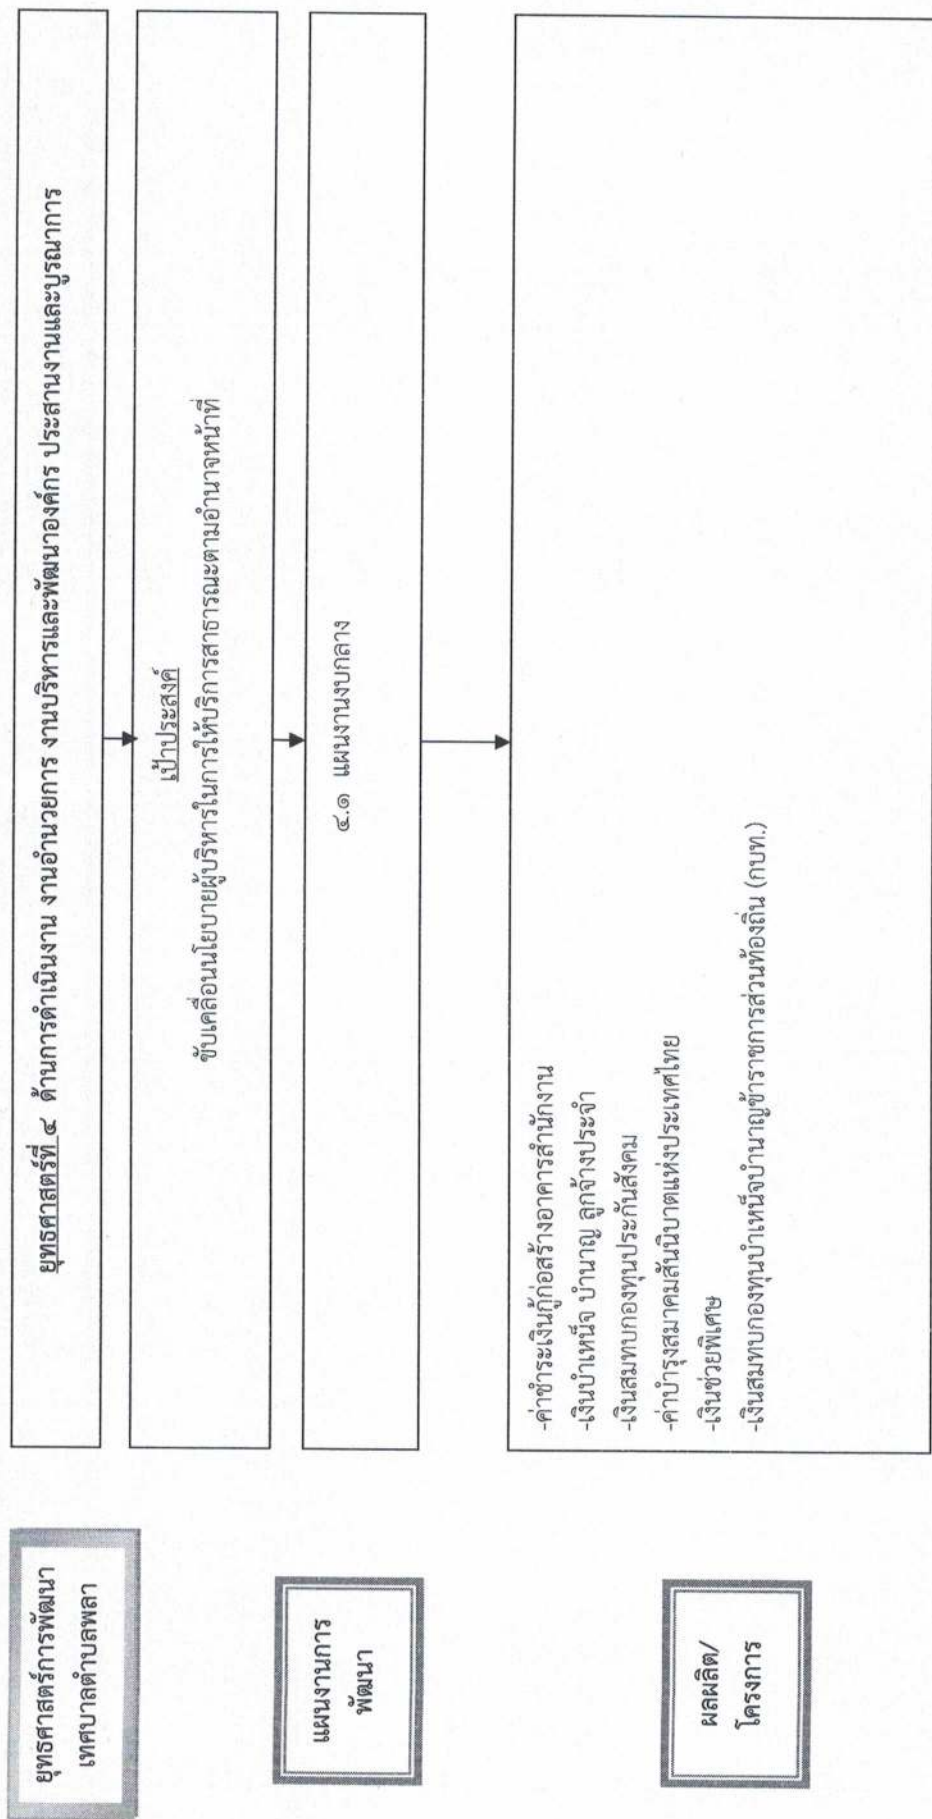 ยุทธศาสตร์การพัฒนา
เทศบาลตำบลพลา
ยุทธศาสตร์ที่ ๔ ด้านการดำเนินงาน งานอำนวยการ งานบริหารและพัฒนาองค์กร ประสานงานและบูรณาการ
เป้าประสงค์
ขับเคลื่อนนโยบายผู้บริหารในการให้บริการสาธารณะตามอำนาจหน้าที่
แผนงานการ
พัฒนา
๔.๑ แผนงานงบกลาง
ผลผลิต/
โครงการ
-ค่าชำระเงินกู้ก่อสร้างอาคารสำนักงาน
-เงินบำเหน็จ บำนาญ ลูกจ้างประจำ
-เงินสมทบกองทุนประกันสังคม
-ค่าบำรุงสมาคมสันนิบาตแห่งประเทศไทย
-เงินช่วยพิเศษ
-เงินสมทบกองทุนบำเหน็จบำนาญข้าราชการส่วนท้องถิ่น (กบท.)